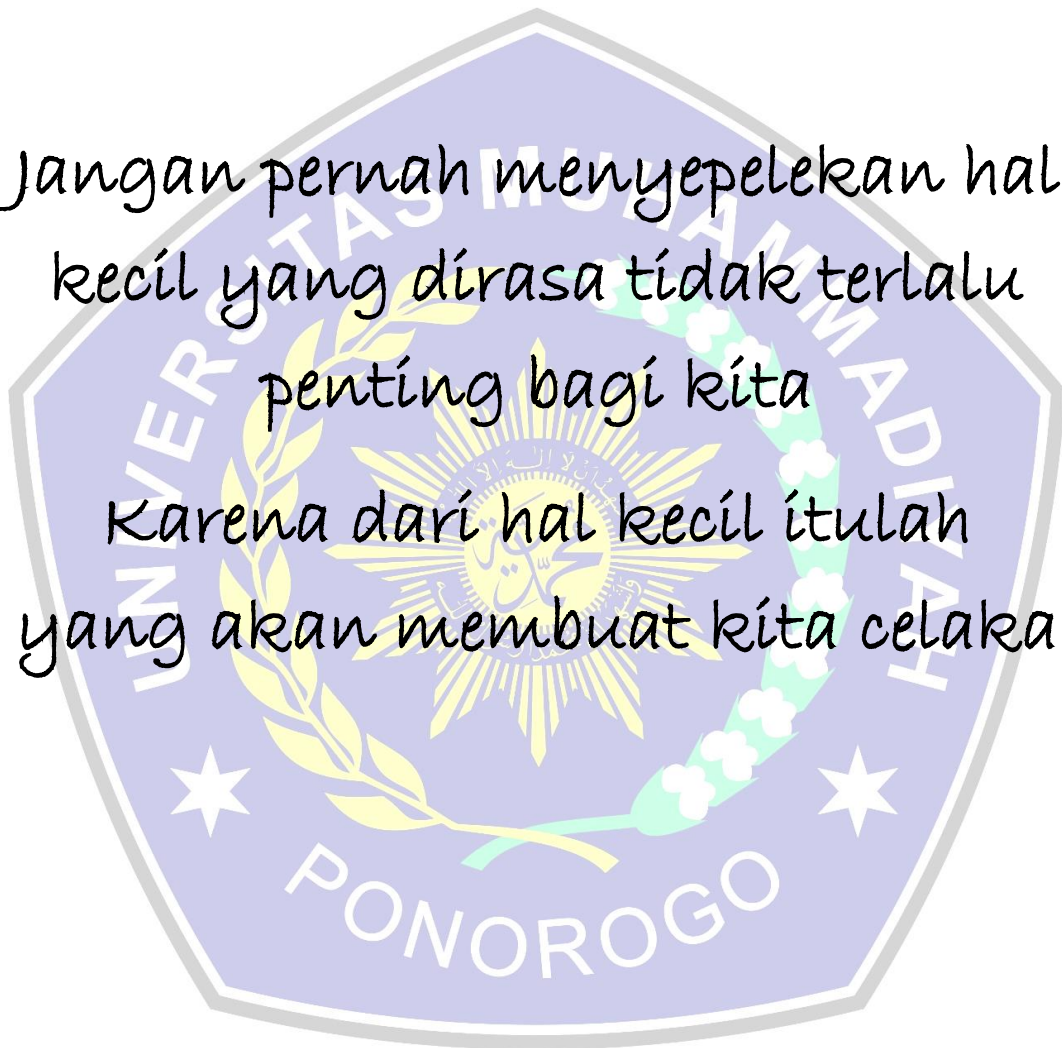 Jangan pernah menyepelekan hal
kecil yang dirasa tidak terlalu
penting bagi kita
Karena dari hal kecil itulah
yang akan membuat kita celaka
UNIVERSITAS MUHAMMADIYAH
PONOROGO